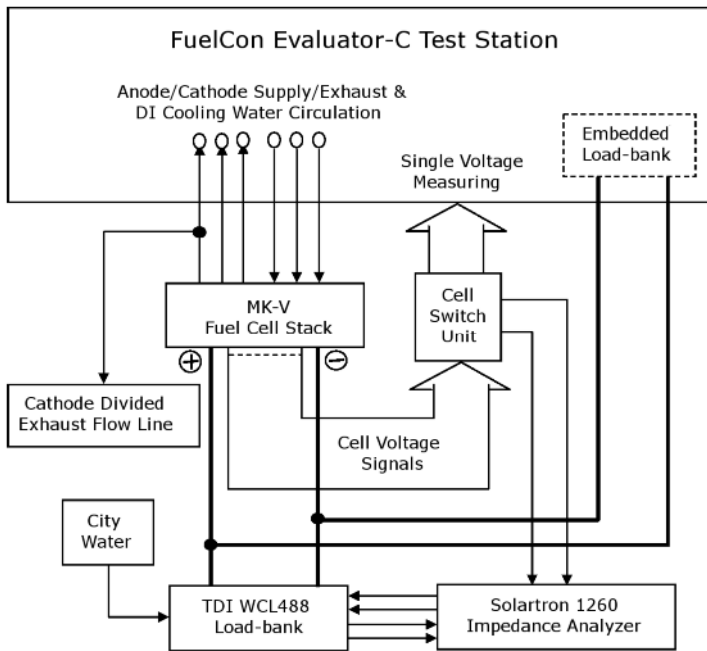 FuelCon Evaluator-C Test Station
Anode/Cathode Supply/Exhaust &
DI Cooling Water Circulation
Embedded
Load-bank
Single Voltage
Measuring
MK-V
Fuel Cell Stack
Cell
Switch
Unit
+
−
Cathode Divided
Exhaust Flow Line
Cell Voltage
Signals
City
Water
TDI WCL488
Load-bank
Solartron 1260
Impedance Analyzer